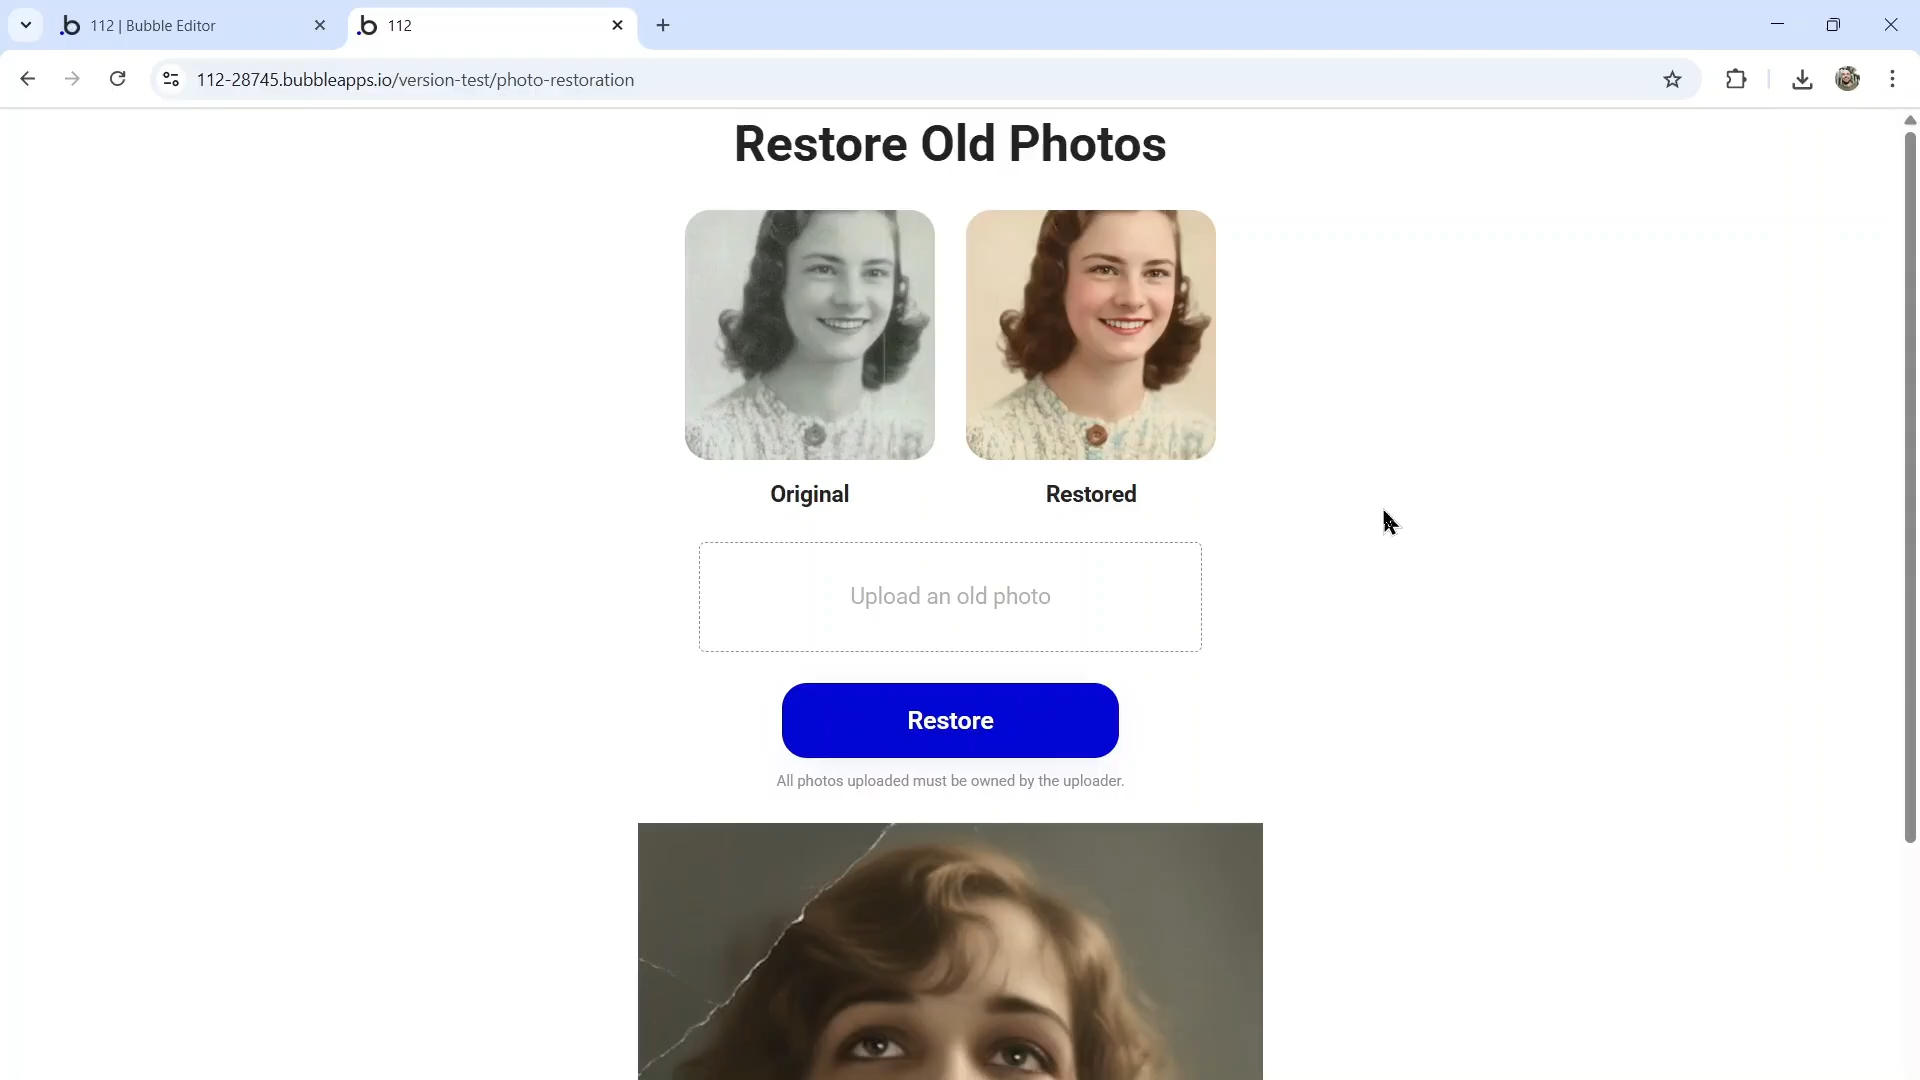 112 | Bubble Editor
112
112-28745.bubbleapps.io/version-test/photo-restoration
Restore Old Photos
Original
Restored
Upload an old photo
Restore
All photos uploaded must be owned by the uploader.